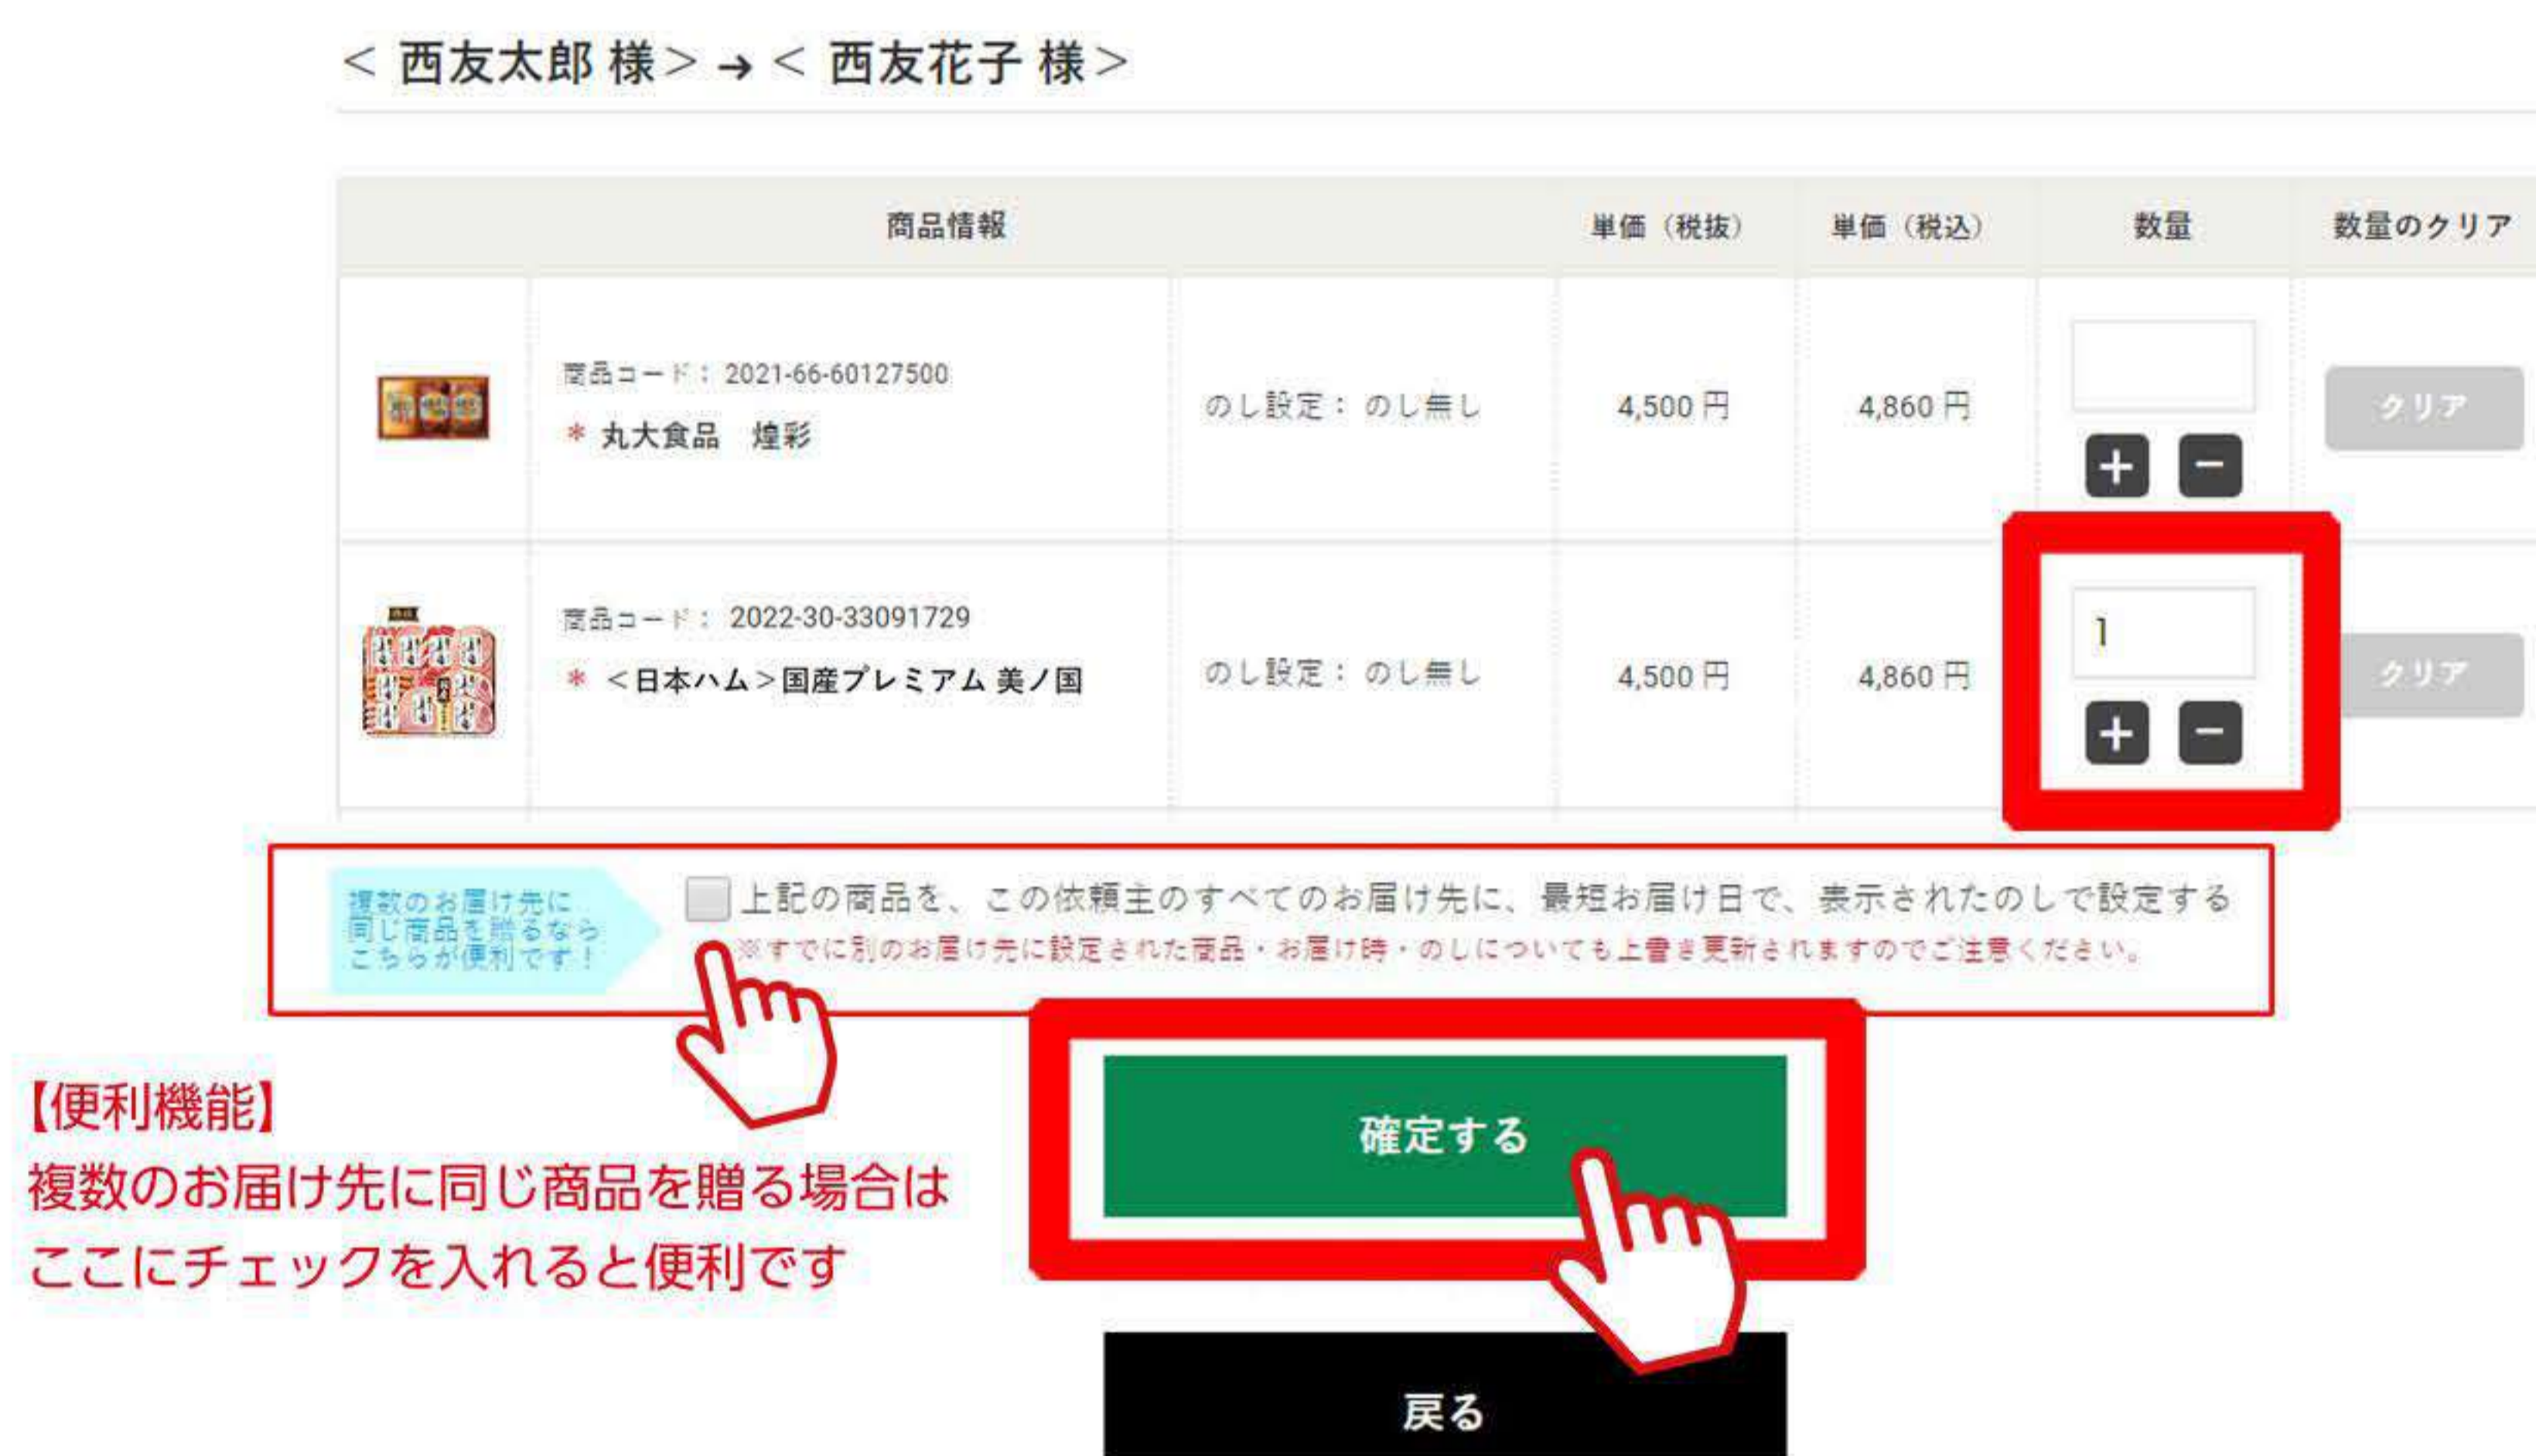 ＜ 西友太郎 様＞ → ＜ 西友花子 様＞
商品情報 単価（税抜） 単価（税込） 数量 数量のクリア
商品コード： 2021-66-60127500
* 丸大食品　煌彩
のし設定： のし無し
4,500 円
4,860 円
+ −
クリア
商品コード： 2022-30-33091729
* ＜日本ハム＞国産プレミアム 美ノ国
のし設定： のし無し
4,500 円
4,860 円
1
+ −
クリア
複数のお届け先に
同じ商品を贈るなら
こちらが便利です！
上記の商品を、この依頼主のすべてのお届け先に、最短お届け日で、表示されたのしで設定する
※すでに別のお届け先に設定された商品・お届け時・のしについても上書き更新されますのでご注意ください。
【便利機能】
複数のお届け先に同じ商品を贈る場合は
ここにチェックを入れると便利です
確定する
戻る